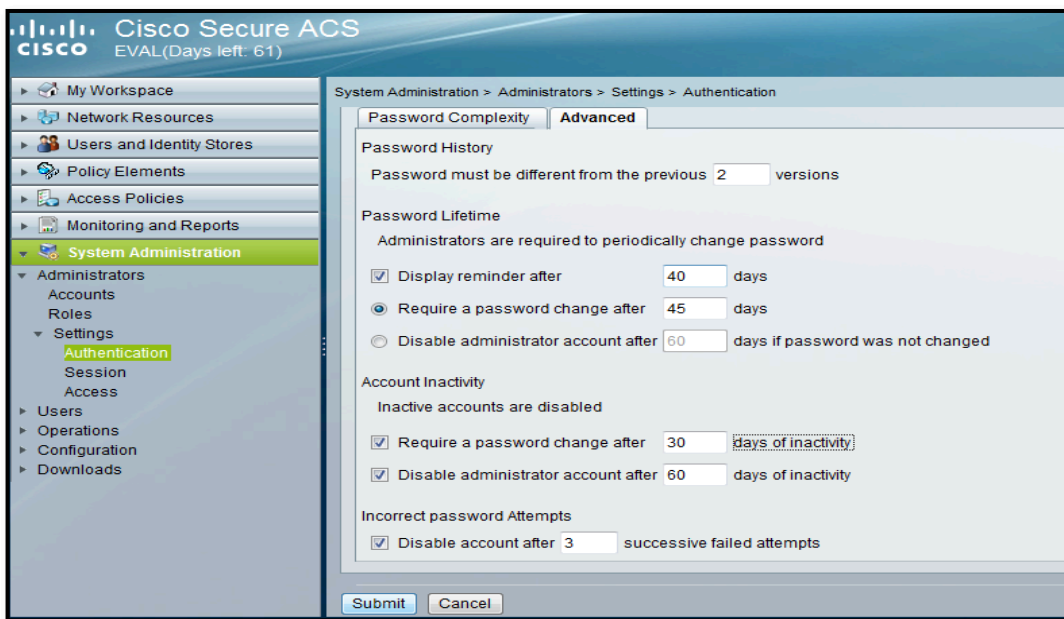 Cisco Secure ACS
CISCO EVAL(Days left: 61)
My Workspace
Network Resources
Users and Identity Stores
Policy Elements
Access Policies
Monitoring and Reports
System Administration
Administrators
Accounts
Roles
Settings
Authentication
Session
Access
Users
Operations
Configuration
Downloads
System Administration > Administrators > Settings > Authentication
Password Complexity Advanced
Password History
Password must be different from the previous 2 versions
Password Lifetime
Administrators are required to periodically change password
Display reminder after 40 days
Require a password change after 45 days
Disable administrator account after 60 days if password was not changed
Account Inactivity
Inactive accounts are disabled
Require a password change after 30 days of inactivity
Disable administrator account after 60 days of inactivity
Incorrect password Attempts
Disable account after 3 successive failed attempts
Submit Cancel